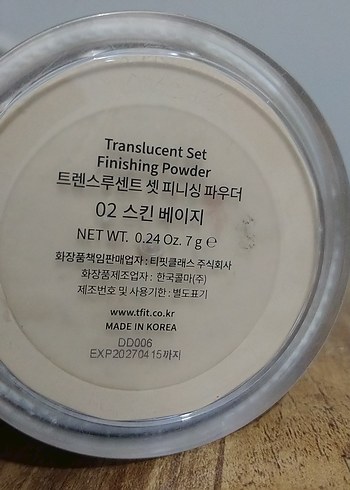 Translucent Set
Finishing Powder
트렌스루센트 셋 피니싱 파우더
02 스킨 베이지
NET WT. 0.24 Oz. 7 g ℮
화장품책임판매업자 : 티핏클래스 주식회사
화장품제조업자 : 한국콜마(주)
제조번호 및 사용기한 : 별도표기
www.tfit.co.kr
MADE IN KOREA
DD006
EXP20270415까지